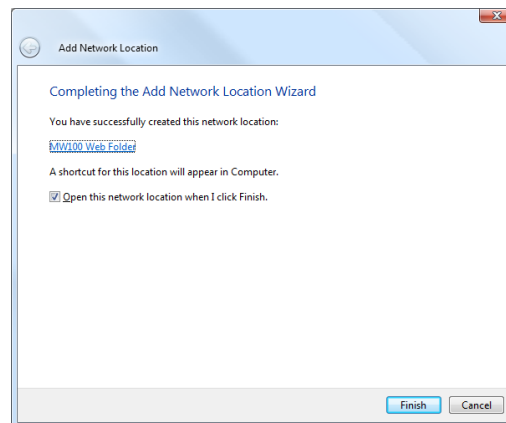 Add Network Location
Completing the Add Network Location Wizard
You have successfully created this network location:
MW100 Web Folder
A shortcut for this location will appear in Computer.
Open this network location when I click Finish.
Finish Cancel